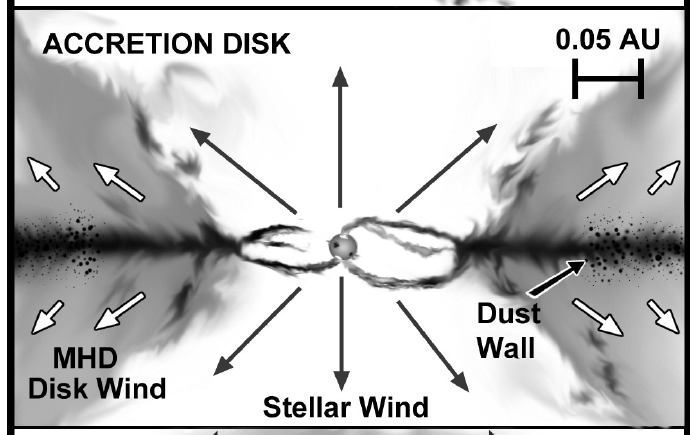 ACCRETION DISK
0.05 AU
Dust
Wall
MHD
Disk Wind
Stellar Wind